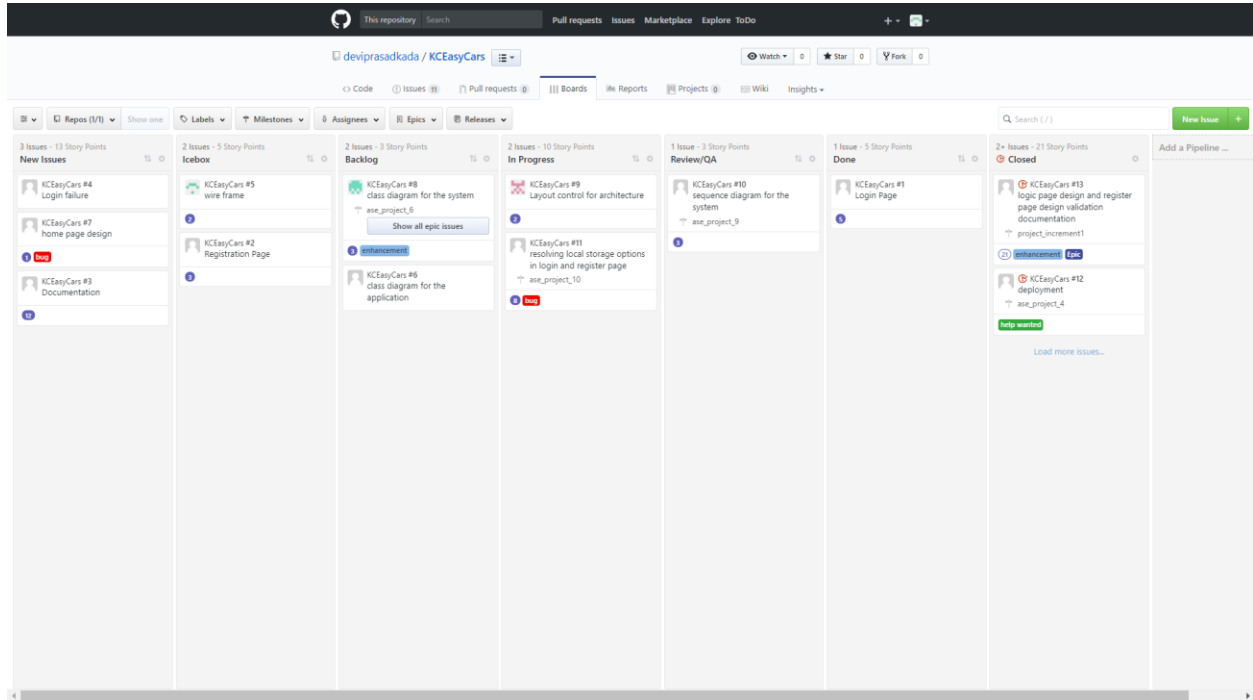 This repository Search Pull requests Issues Marketplace Explore ToDo
deviprasadkada / KCEasyCars Watch 0 Star 0 Fork 0
Code Issues 11 Pull requests 0 Boards Reports Projects 0 Wiki Insights
Repos (1/1) Show one Labels Milestones Assignees Epics Releases Search ( / ) New Issue +
3 Issues - 13 Story Points
New Issues
KCEasyCars #4
Login failure
KCEasyCars #7
home page design
1 bug
KCEasyCars #3
Documentation
12
2 Issues - 5 Story Points
Icebox
KCEasyCars #5
wire frame
2
KCEasyCars #2
Registration Page
3
2 Issues - 3 Story Points
Backlog
KCEasyCars #8
class diagram for the system
ase_project_6
Show all epic issues
3 enhancement
KCEasyCars #6
class diagram for the
application
2 Issues - 10 Story Points
In Progress
KCEasyCars #9
Layout control for architecture
2
KCEasyCars #11
resolving local storage options
in login and register page
ase_project_10
8 bug
1 Issue - 3 Story Points
Review/QA
KCEasyCars #10
sequence diagram for the
system
ase_project_9
3
1 Issue - 5 Story Points
Done
KCEasyCars #1
Login Page
5
2+ Issues - 21 Story Points
Closed
KCEasyCars #13
logic page design and register
page design validation
documentation
project_increment1
21 enhancement Epic
KCEasyCars #12
deployment
ase_project_4
help wanted
Load more issues...
Add a Pipeline ...